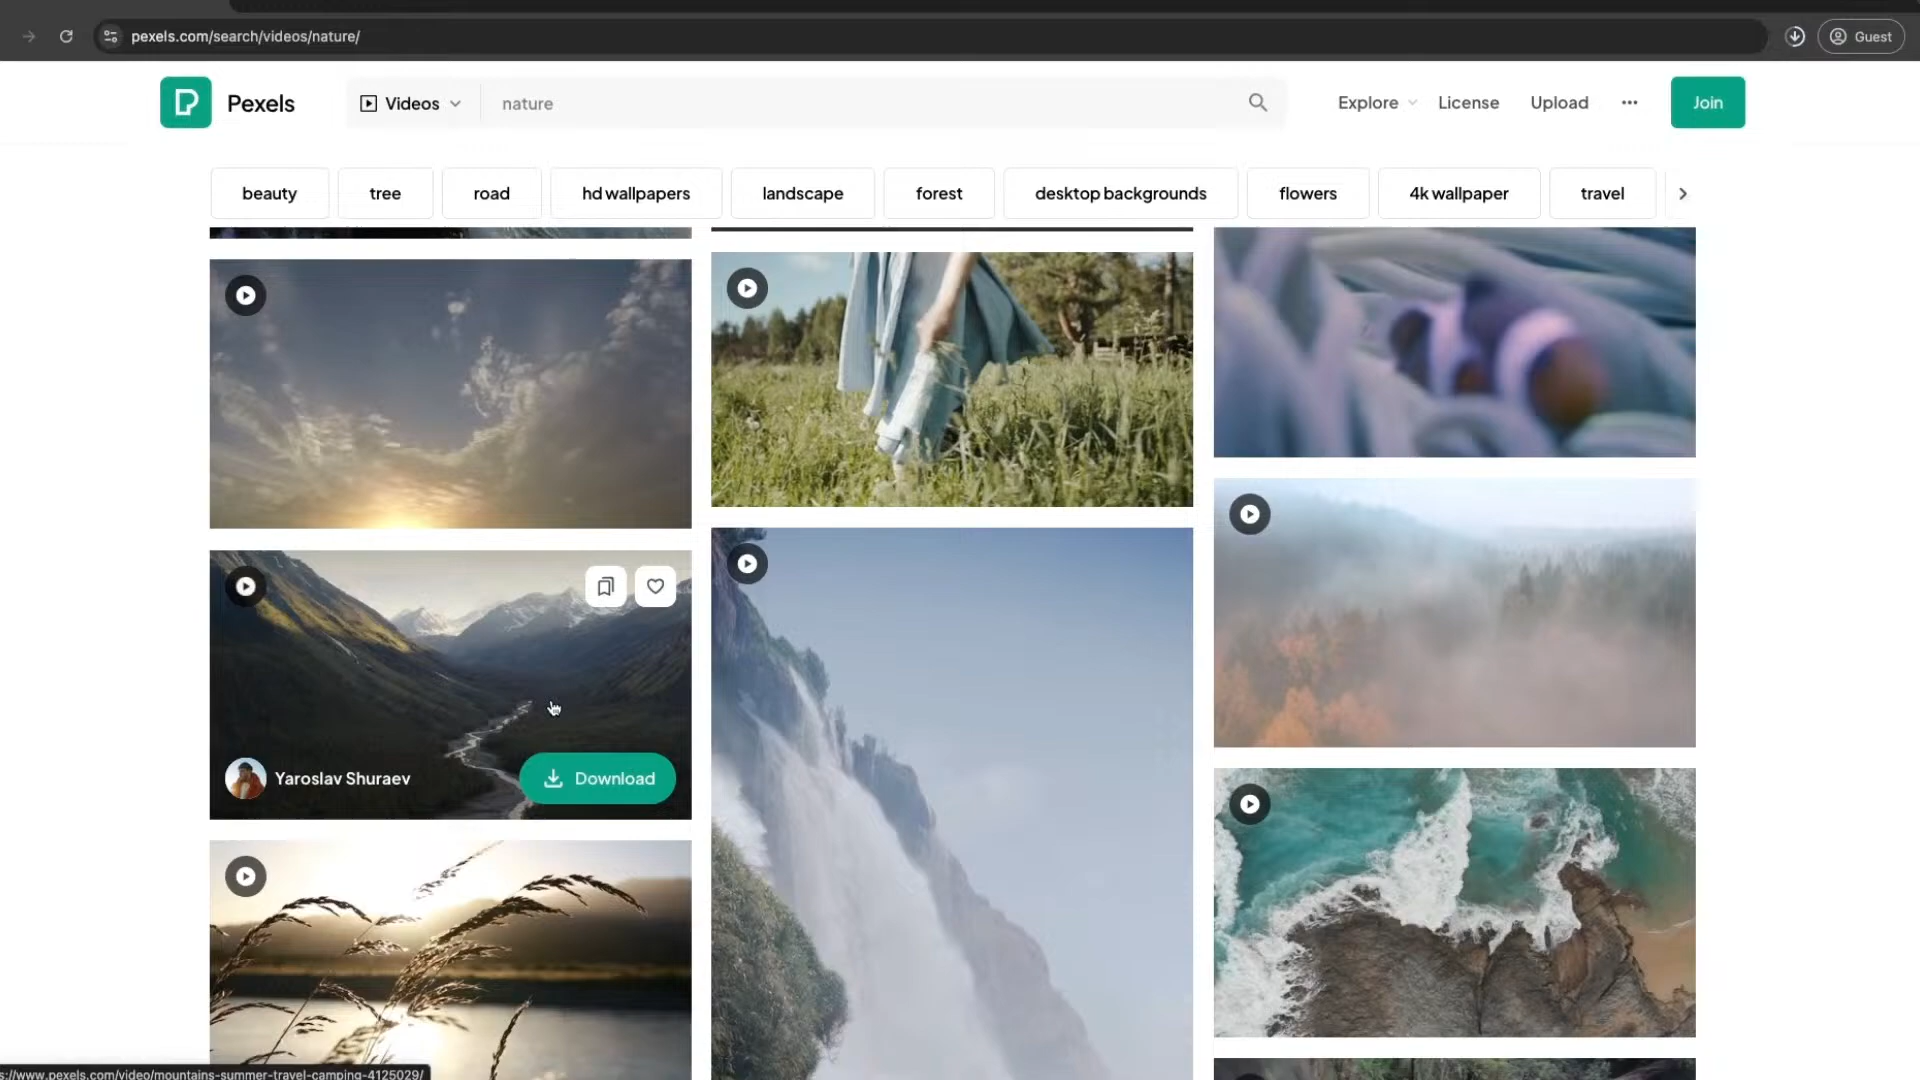 pexels.com/search/videos/nature/
Guest
Pexels
Videos
nature
Explore
License
Upload
Join
beauty
tree
road
hd wallpapers
landscape
forest
desktop backgrounds
flowers
4k wallpaper
travel
Yaroslav Shuraev
Download
s://www.pexels.com/video/mountains-summer-travel-camping-4125029/